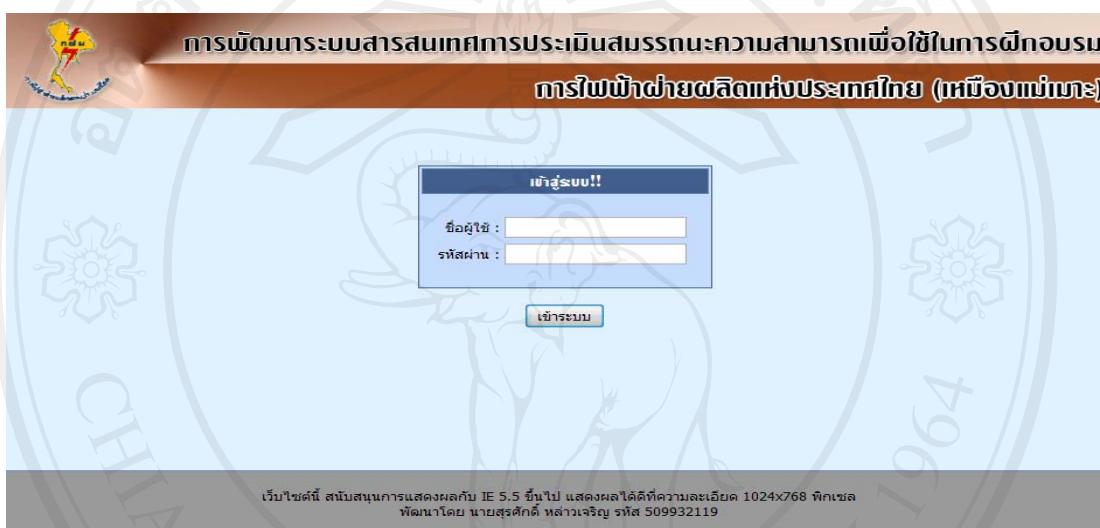 กฟผ
การพัฒนาระบบสารสนเทศการประเมินสมรรถนะความสามารถเพื่อใช้ในการฝึกอบรม
การไฟฟ้าฝ่ายผลิตแห่งประเทศไทย (เหมืองแม่เมาะ)
เข้าสู่ระบบ!!
ชื่อผู้ใช้ :
รหัสผ่าน :
เข้าระบบ
เว็บไซต์นี้ สนับสนุนการแสดงผลกับ IE 5.5 ขึ้นไป แสดงผลได้ดีที่ความละเอียด 1024x768 พิกเซล
พัฒนาโดย นายสุรศักดิ์ หล่าวเจริญ รหัส 509932119
CHIA
1964